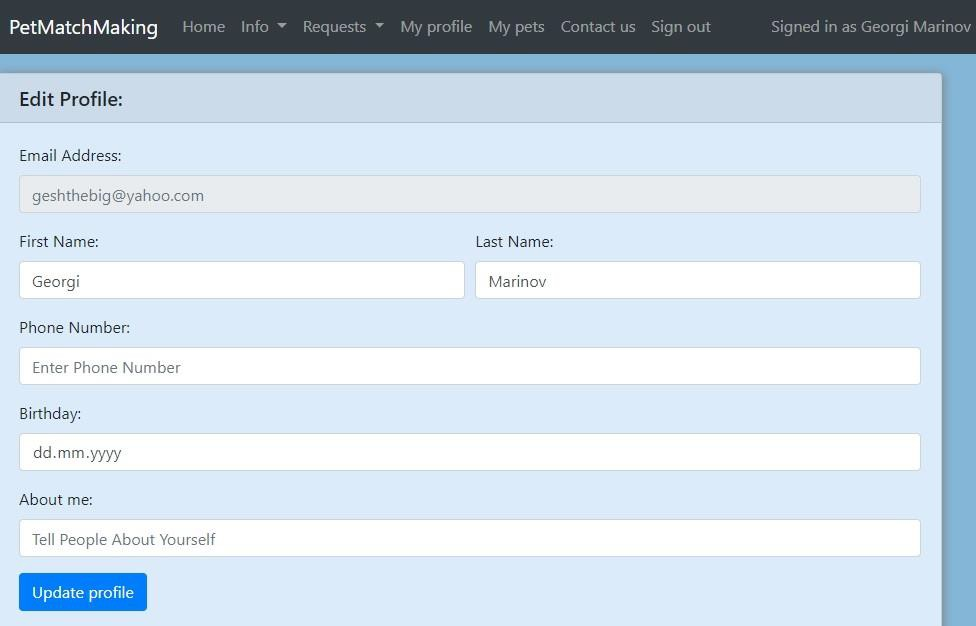 PetMatchMaking Home Info Requests My profile My pets Contact us Sign out Signed in as Georgi Marinov
Edit Profile:
Email Address:
geshthebig@yahoo.com
First Name: Last Name:
Georgi Marinov
Phone Number:
Enter Phone Number
Birthday:
dd.mm.yyyy
About me:
Tell People About Yourself
Update profile